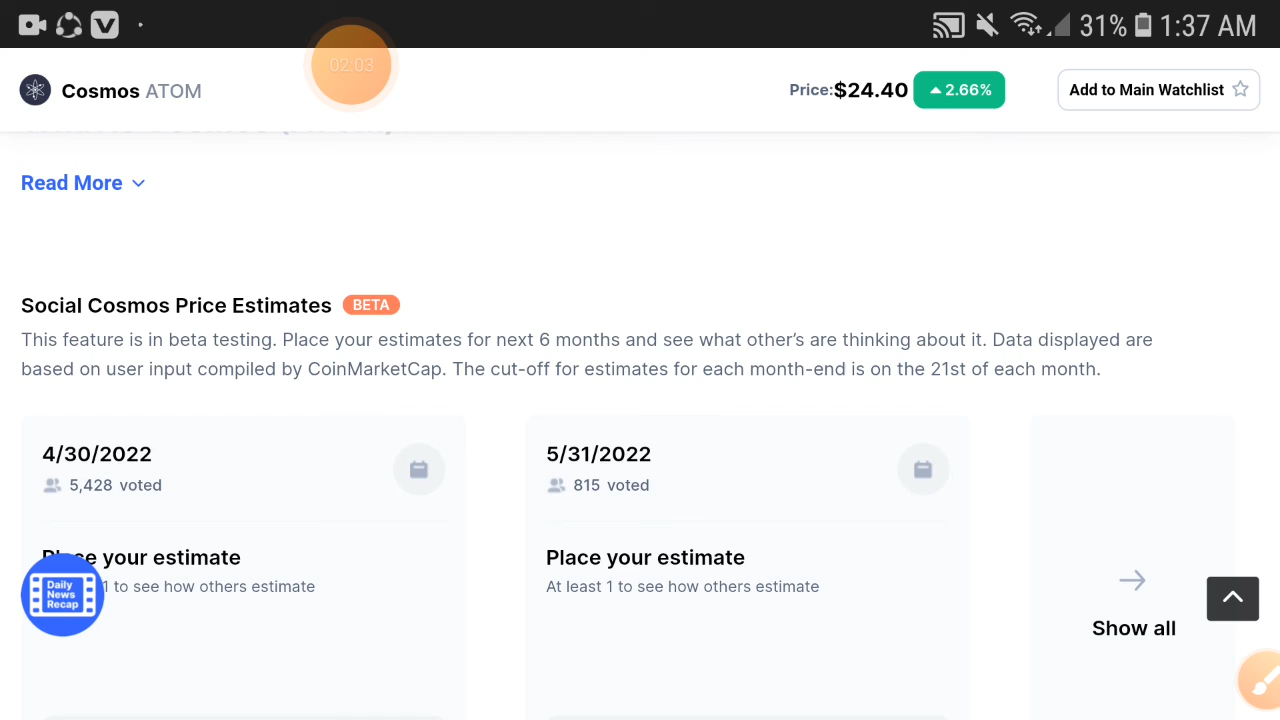 31% 1:37 AM
02:03
Cosmos ATOM
Price:$24.40 2.66%
Add to Main Watchlist
Read More
Social Cosmos Price Estimates BETA
This feature is in beta testing. Place your estimates for next 6 months and see what other's are thinking about it. Data displayed are
based on user input compiled by CoinMarketCap. The cut-off for estimates for each month-end is on the 21st of each month.
4/30/2022
5,428 voted
Place your estimate
1 to see how others estimate
5/31/2022
815 voted
Place your estimate
At least 1 to see how others estimate
Show all
Daily
News
Recap